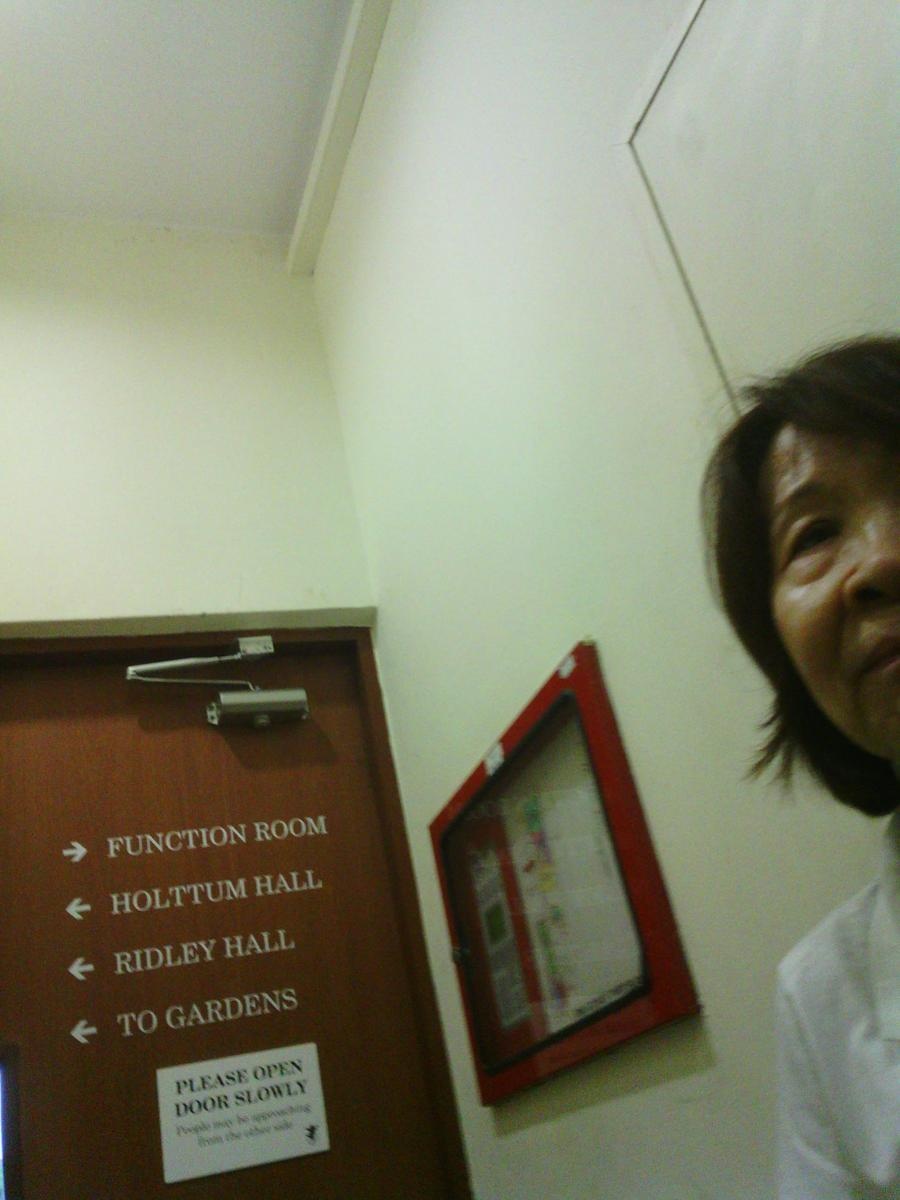 → FUNCTION ROOM
← HOLTTUM HALL
← RIDLEY HALL
← TO GARDENS
PLEASE OPEN
DOOR SLOWLY
People may be approaching
from the other side